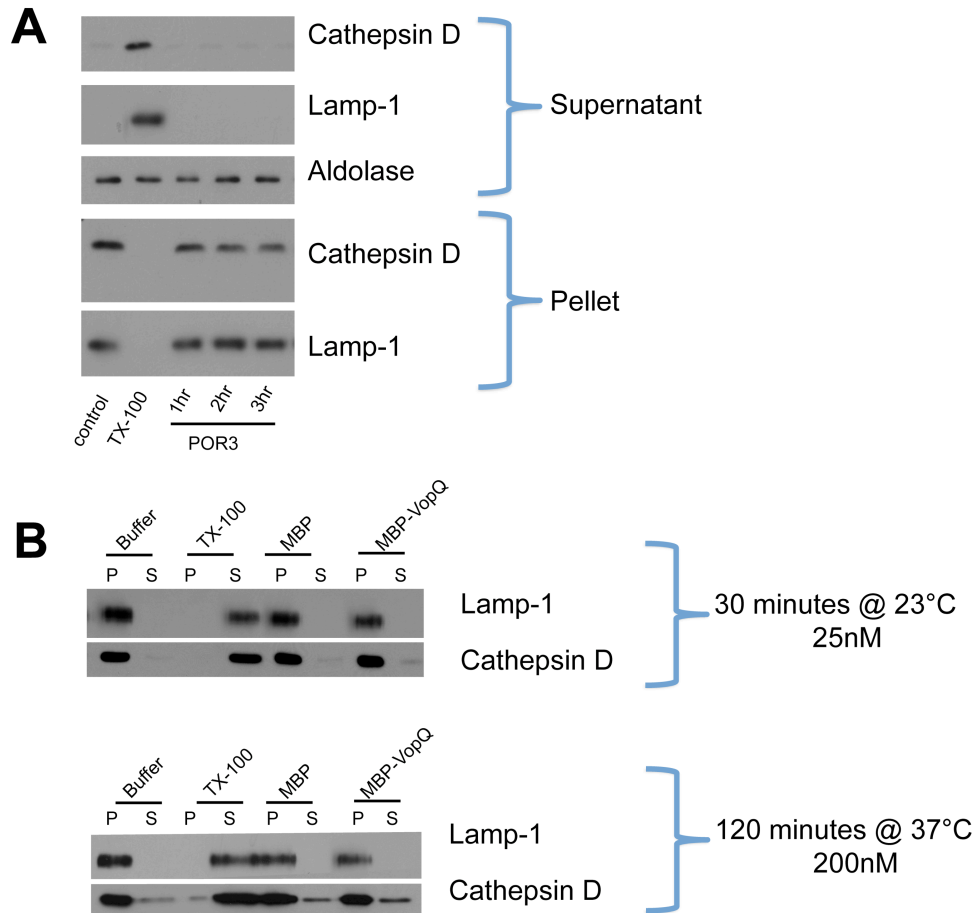 A
Cathepsin D
Lamp-1
Supernatant
Aldolase
Cathepsin D
Pellet
Lamp-1
control TX-100 1hr 2hr 3hr
POR3
B
Buffer TX-100 MBP MBP-VopQ
P S P S P S P S
Lamp-1
Cathepsin D
30 minutes @ 23°C
25nM
Buffer TX-100 MBP MBP-VopQ
P S P S P S P S
Lamp-1
Cathepsin D
120 minutes @ 37°C
200nM